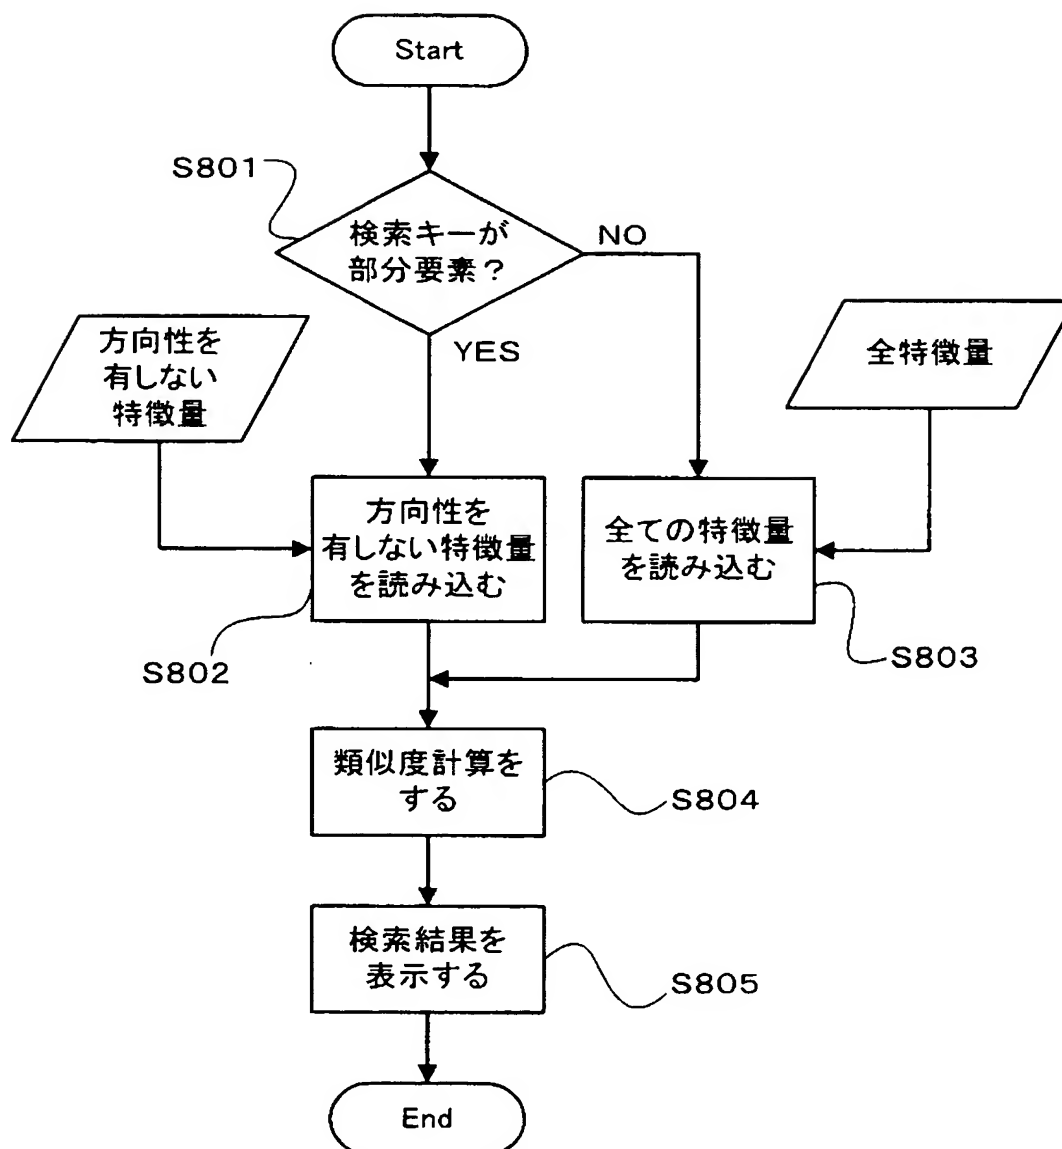 Start
S801
検索キーが
部分要素？
NO
YES
方向性を
有しない
特徴量
全特徴量
方向性を
有しない特徴量
を読み込む
全ての特徴量
を読み込む
S802
S803
類似度計算を
する
S804
検索結果を
表示する
S805
End